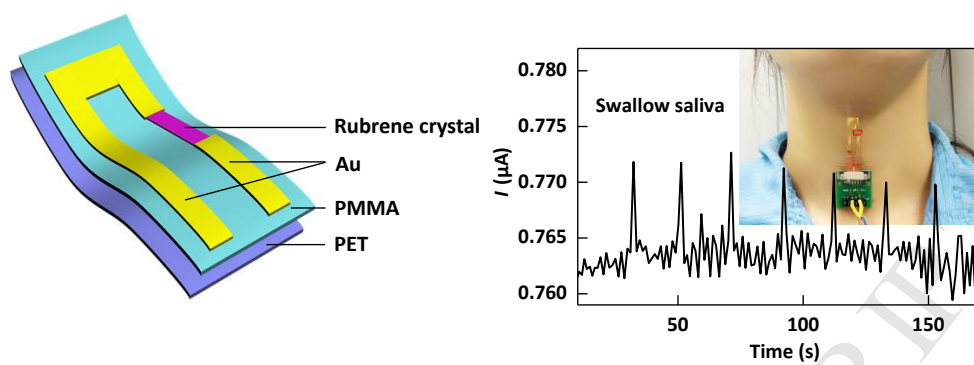 Rubrene crystal
Au
PMMA
PET
Swallow saliva
I (μA)
0.780
0.775
0.770
0.765
0.760
50
100
150
Time (s)